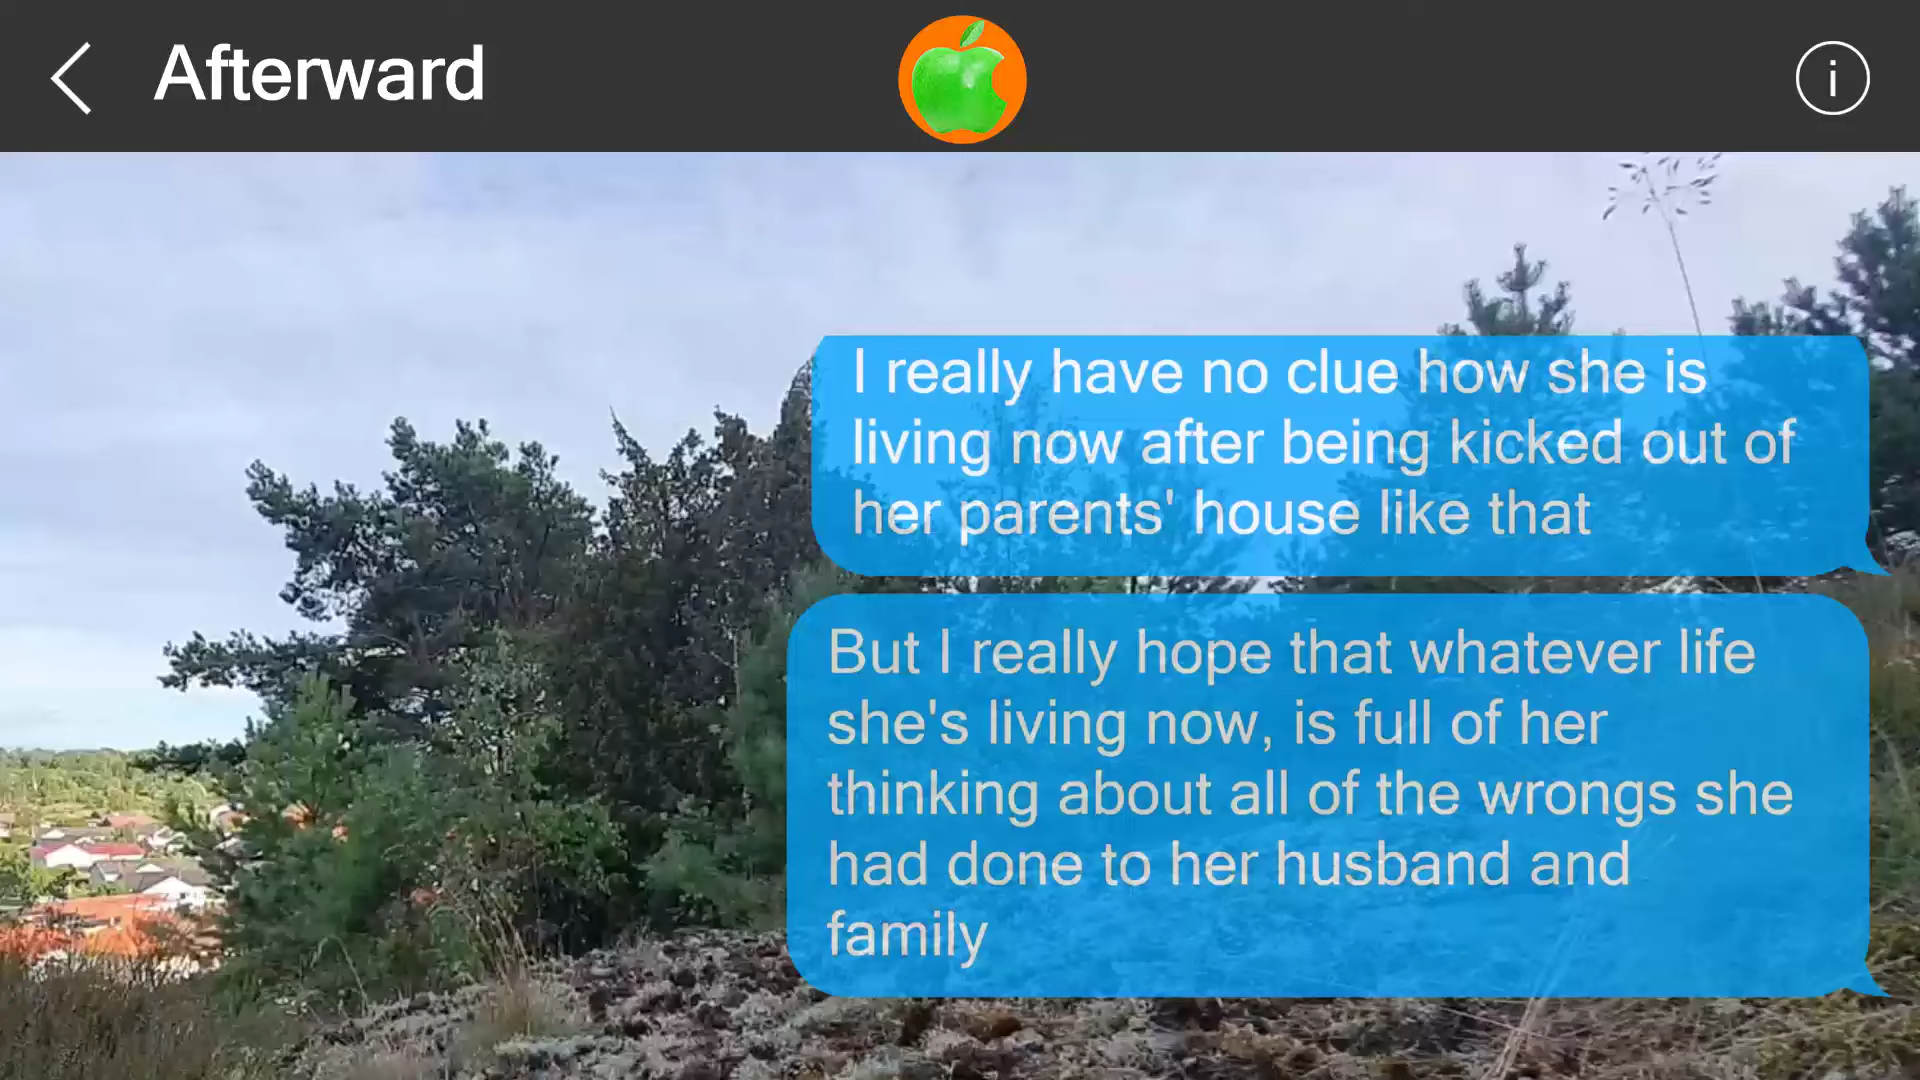 Afterward
I really have no clue how she is
living now after being kicked out of
her parents' house like that
But I really hope that whatever life
she's living now, is full of her
thinking about all of the wrongs she
had done to her husband and
family